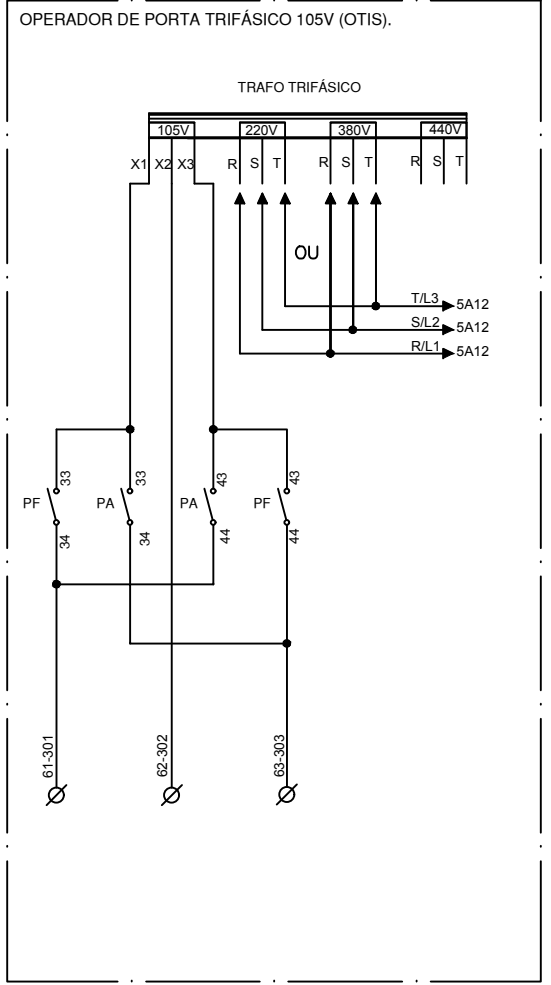 OPERADOR DE PORTA TRIFÁSICO 105V (OTIS).
TRAFO TRIFÁSICO
105V 220V 380V 440V
X1 X2 X3 R S T R S T R S T
OU
T/L3 5A12
S/L2 5A12
R/L1 5A12
33 33 43 43
PF PA PA PF
34 34 44 44
61-301 62-302 63-303